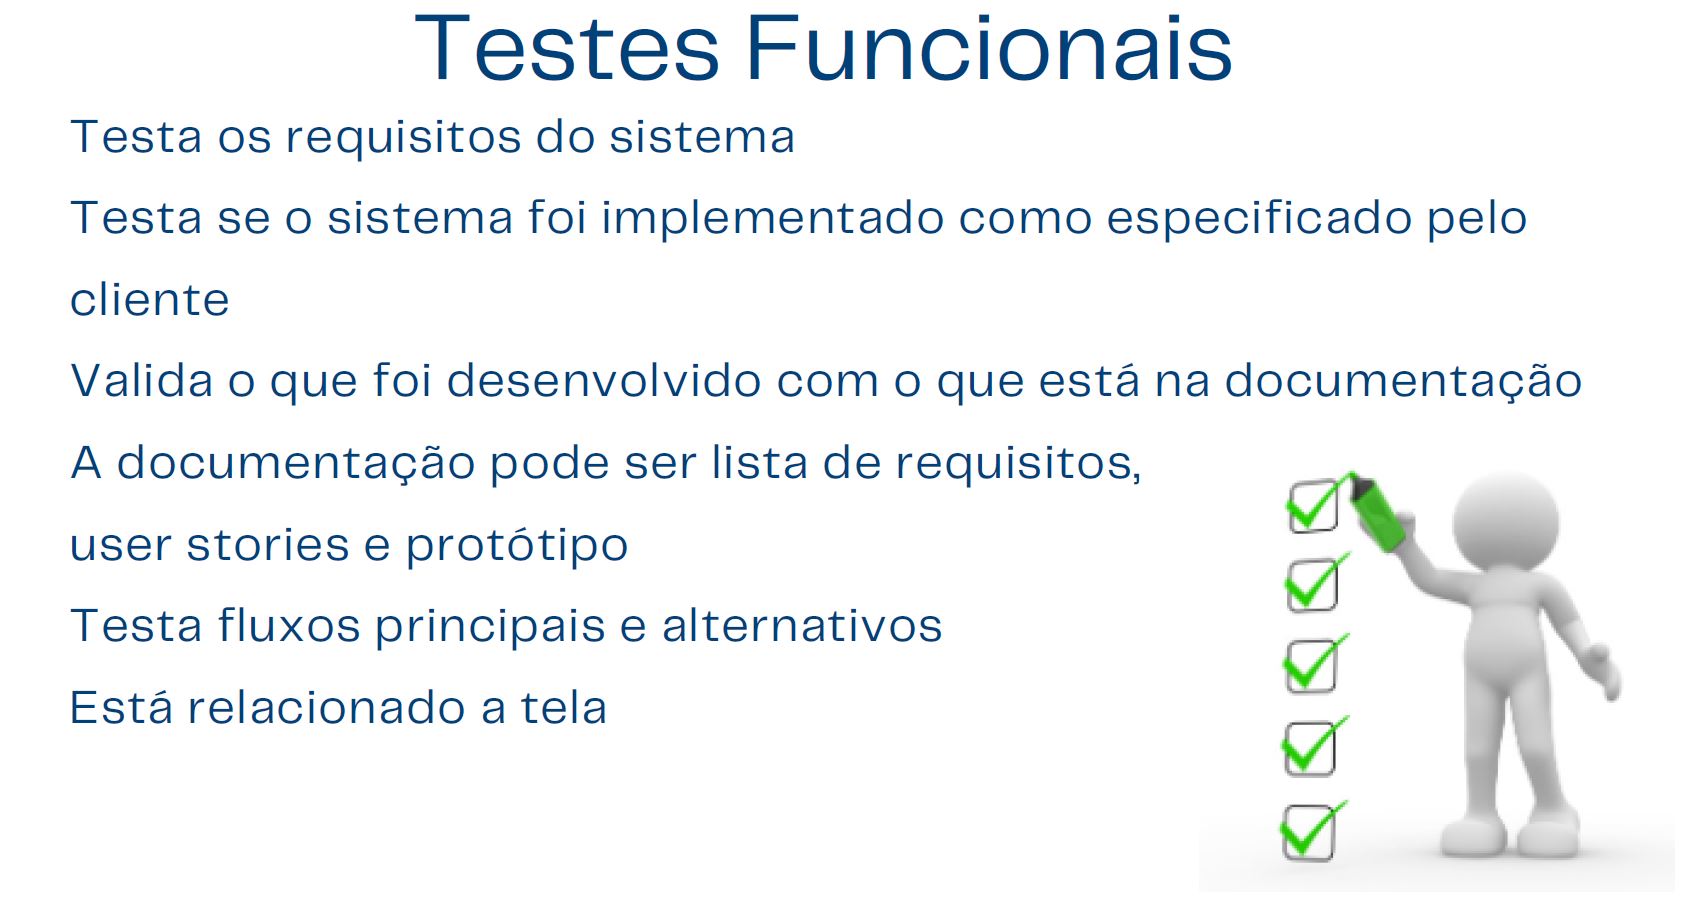 Testes Funcionais
Testa os requisitos do sistema
Testa se o sistema foi implementado como especificado pelo
cliente
Valida o que foi desenvolvido com o que está na documentação
A documentação pode ser lista de requisitos,
user stories e protótipo
Testa fluxos principais e alternativos
Está relacionado a tela